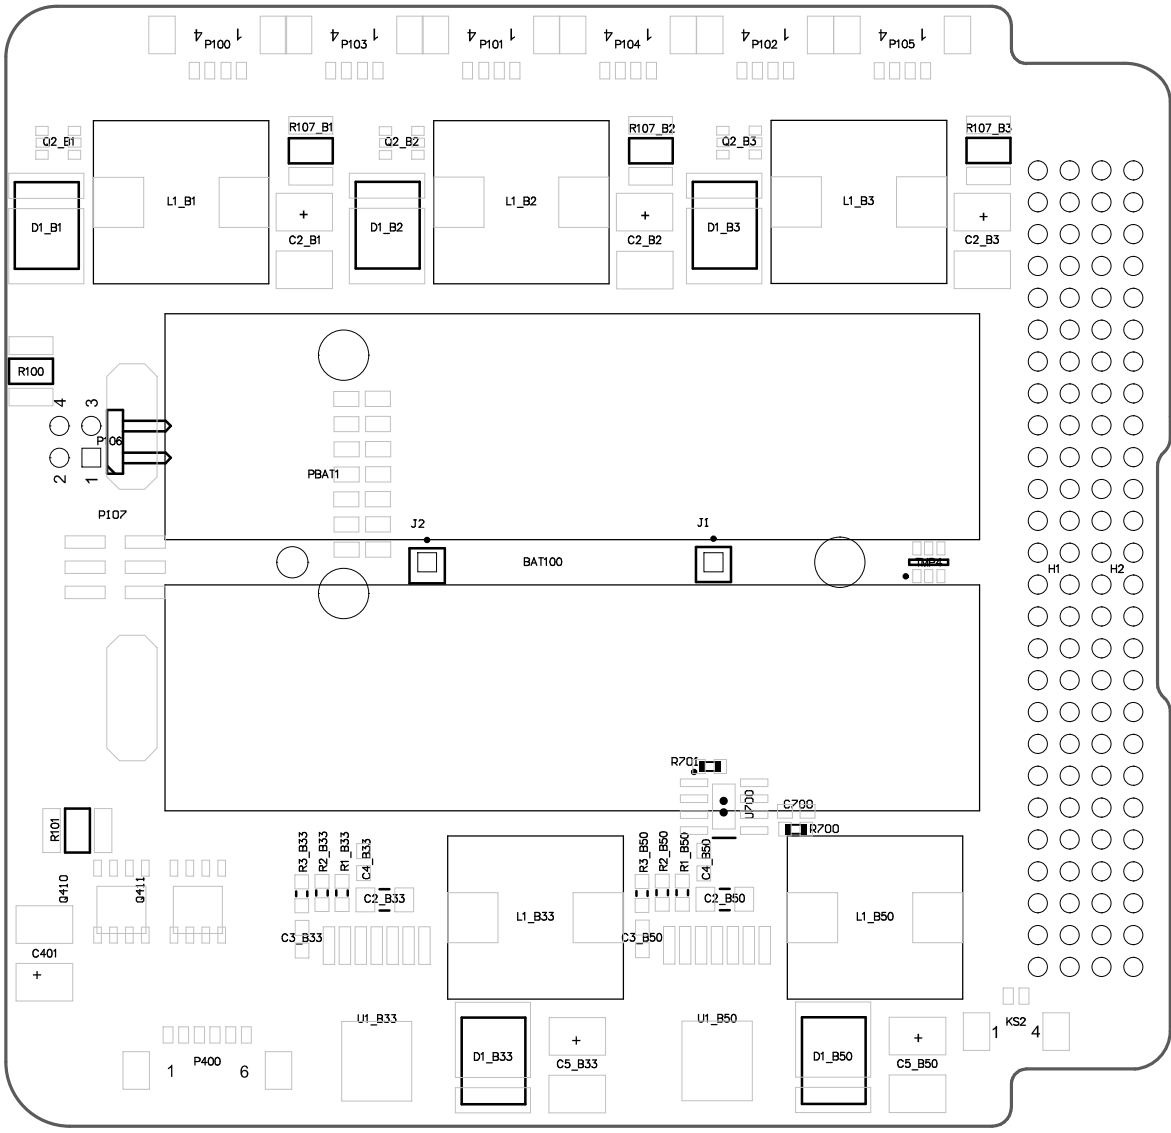 1 4 P100
1 4 P103
1 4 P101
1 4 P104
1 4 P102
1 4 P105
Q2_B1
R107_B1
Q2_B2
R107_B2
Q2_B3
R107_B3
L1_B1
L1_B2
L1_B3
D1_B1
C2_B1
D1_B2
C2_B2
D1_B3
C2_B3
R100
4 3
P106
2 1
PBAT1
P107
J2
J1
BAT100
TMP4
H1
H2
R701
U700
C700
R700
R101
R3_B33
R2_B33
R1_B33
C4_B33
R3_B50
R2_B50
R1_B50
C4_B50
Q410
Q411
C2_B33
C2_B50
L1_B33
L1_B50
C3_B33
C3_B50
C401
U1_B33
U1_B50
KS2
1 4
P400
1 6
D1_B33
C5_B33
D1_B50
C5_B50